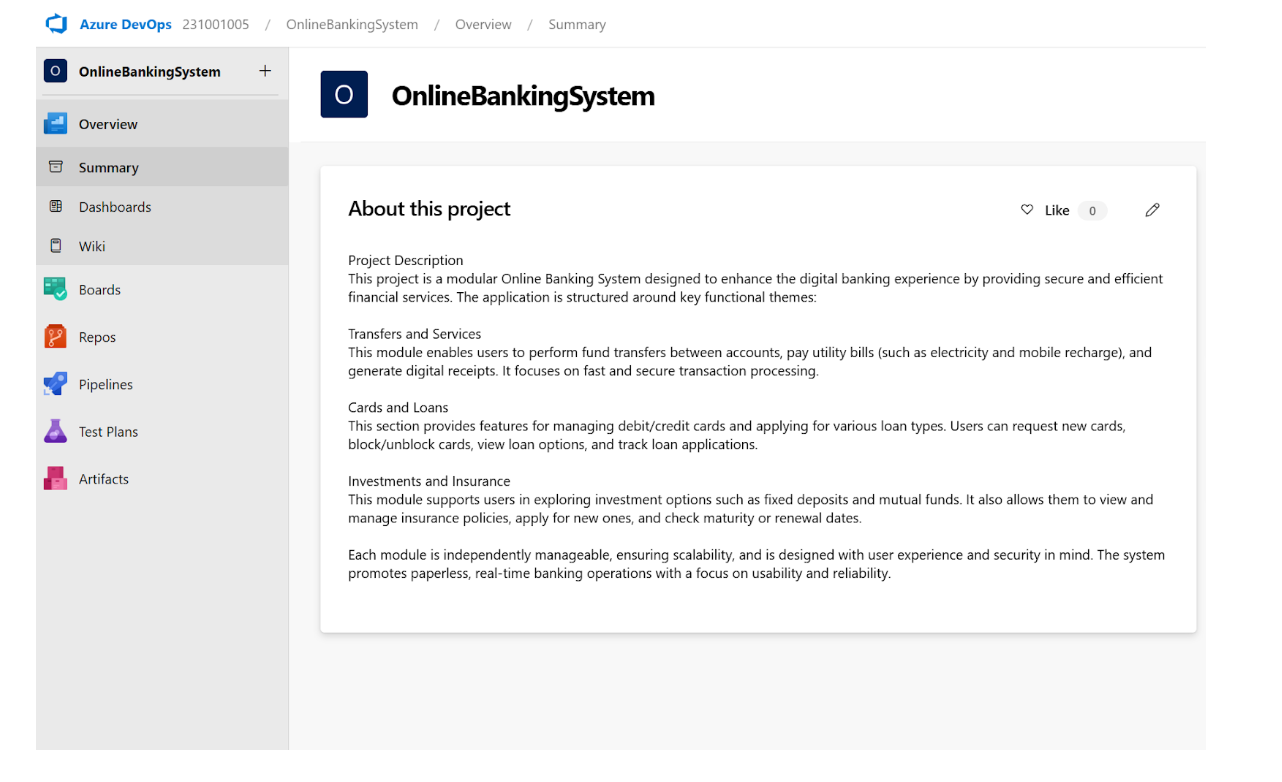 Azure DevOps 231001005 / OnlineBankingSystem / Overview / Summary
O OnlineBankingSystem +
Overview
Summary
Dashboards
Wiki
Boards
Repos
Pipelines
Test Plans
Artifacts
O OnlineBankingSystem
About this project
Like 0
Project Description
This project is a modular Online Banking System designed to enhance the digital banking experience by providing secure and efficient
financial services. The application is structured around key functional themes:
Transfers and Services
This module enables users to perform fund transfers between accounts, pay utility bills (such as electricity and mobile recharge), and
generate digital receipts. It focuses on fast and secure transaction processing.
Cards and Loans
This section provides features for managing debit/credit cards and applying for various loan types. Users can request new cards,
block/unblock cards, view loan options, and track loan applications.
Investments and Insurance
This module supports users in exploring investment options such as fixed deposits and mutual funds. It also allows them to view and
manage insurance policies, apply for new ones, and check maturity or renewal dates.
Each module is independently manageable, ensuring scalability, and is designed with user experience and security in mind. The system
promotes paperless, real-time banking operations with a focus on usability and reliability.